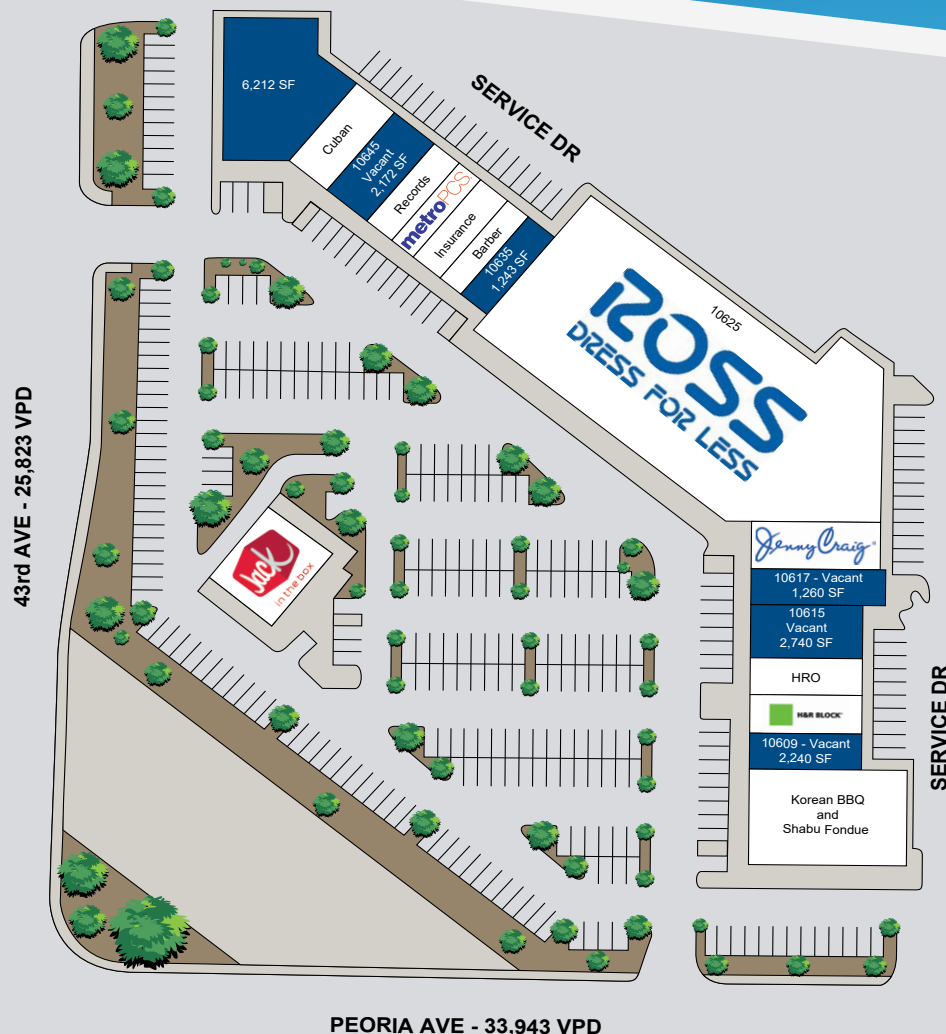 6,212 SF
SERVICE DR
Cuban
10645
Vacant
2,172 SF
Records
metroPCS
Insurance
Barber
10635
1,243 SF
10625
ROSS
DRESS FOR LESS
43rd AVE - 25,823 VPD
Jack
in the box
Jenny Craig®
10617 - Vacant
1,260 SF
10615
Vacant
2,740 SF
HRO
H&R BLOCK®
10609 - Vacant
2,240 SF
SERVICE DR
Korean BBQ
and
Shabu Fondue
PEORIA AVE - 33,943 VPD